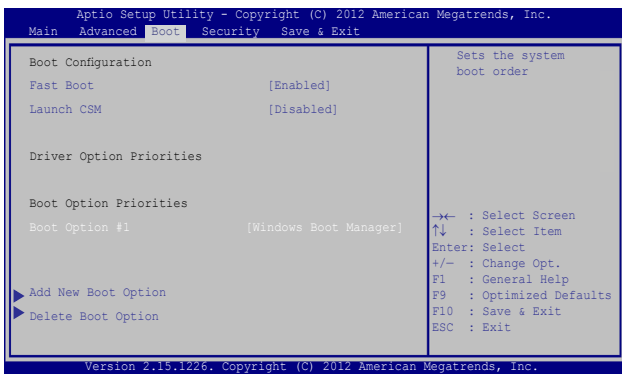 Aptio Setup Utility - Copyright (C) 2012 American Megatrends, Inc.
Main Advanced Boot Security Save & Exit
Boot Configuration
Fast Boot [Enabled]
Launch CSM [Disabled]
Driver Option Priorities
Boot Option Priorities
Boot Option #1 [Windows Boot Manager]
Add New Boot Option
Delete Boot Option
Sets the system
boot order
→← : Select Screen
↑↓ : Select Item
Enter: Select
+/— : Change Opt.
F1 : General Help
F9 : Optimized Defaults
F10 : Save & Exit
ESC : Exit
Version 2.15.1226. Copyright (C) 2012 American Megatrends, Inc.